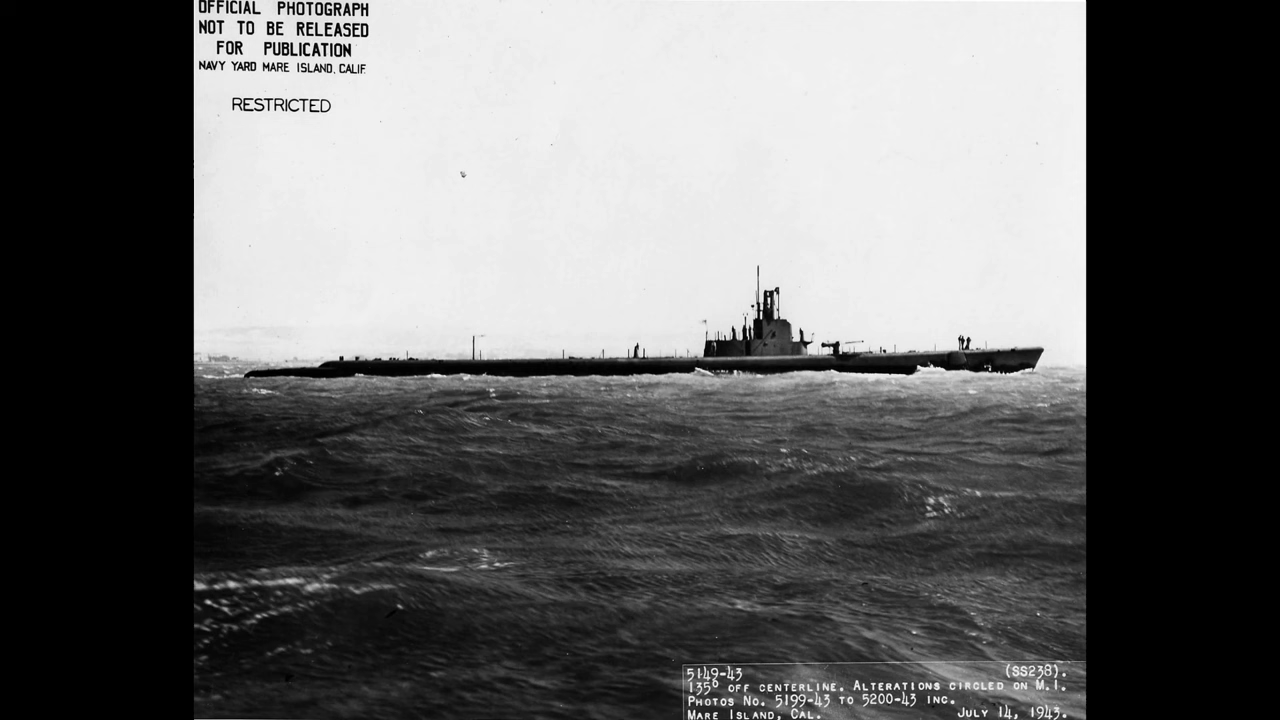 OFFICIAL PHOTOGRAPH
NOT TO BE RELEASED
FOR PUBLICATION
NAVY YARD MARE ISLAND, CALIF.
RESTRICTED
5149-43 (SS238).
135° OFF CENTERLINE. ALTERATIONS CIRCLED ON M.I.
PHOTOS NO. 5199-43 TO 5200-43 INC.
MARE ISLAND, CAL. JULY 14, 1943.